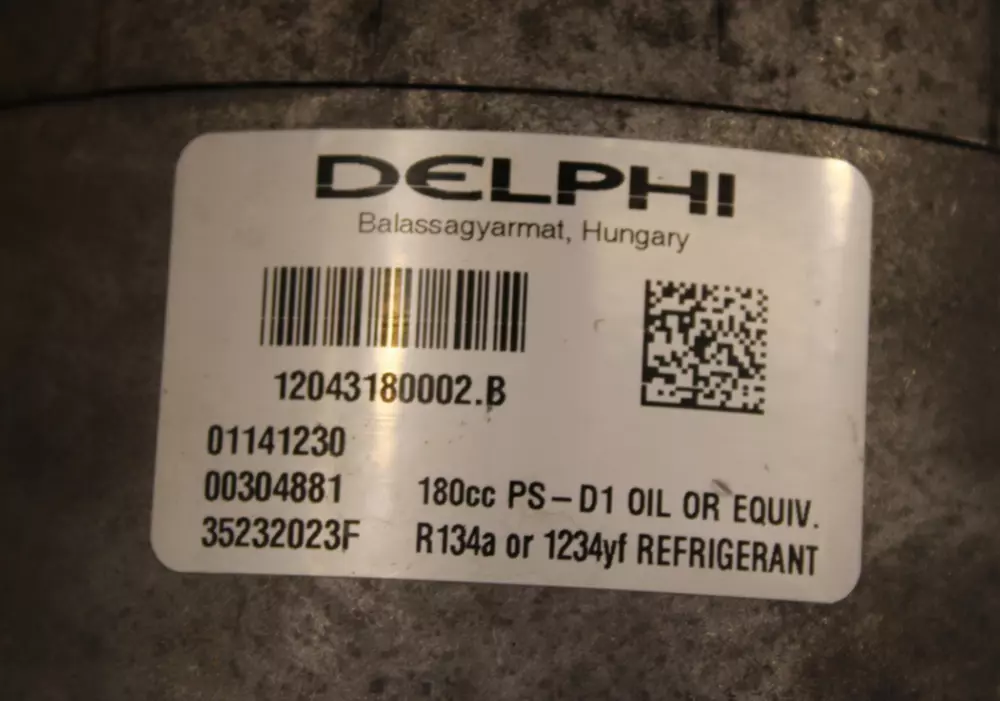 DELPHI
Balassagyarmat, Hungary
12043180002.B
01141230
00304881 180cc PS-D1 OIL OR EQUIV.
35232023F R134a or 1234yf REFRIGERANT